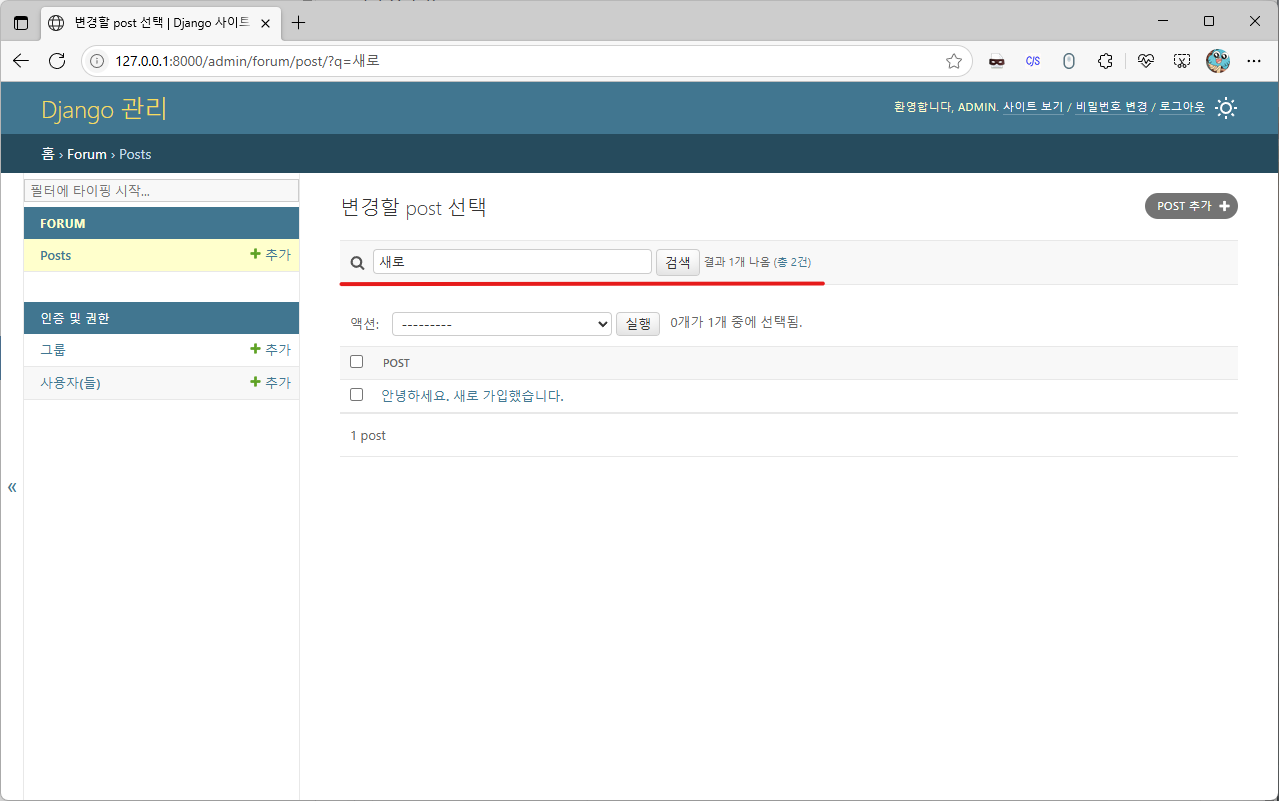 변경할 post 선택 | Django 사이트
127.0.0.1:8000/admin/forum/post/?q=새로
Django 관리
환영합니다, ADMIN. 사이트 보기 / 비밀번호 변경 / 로그아웃
홈 › Forum › Posts
필터에 타이핑 시작...
FORUM
Posts
추가
인증 및 권한
그룹
추가
사용자(들)
추가
«
변경할 post 선택
POST 추가
새로
검색
결과 1개 나옴 (총 2건)
액션:
---------
실행
0개가 1개 중에 선택됨.
POST
안녕하세요. 새로 가입했습니다.
1 post